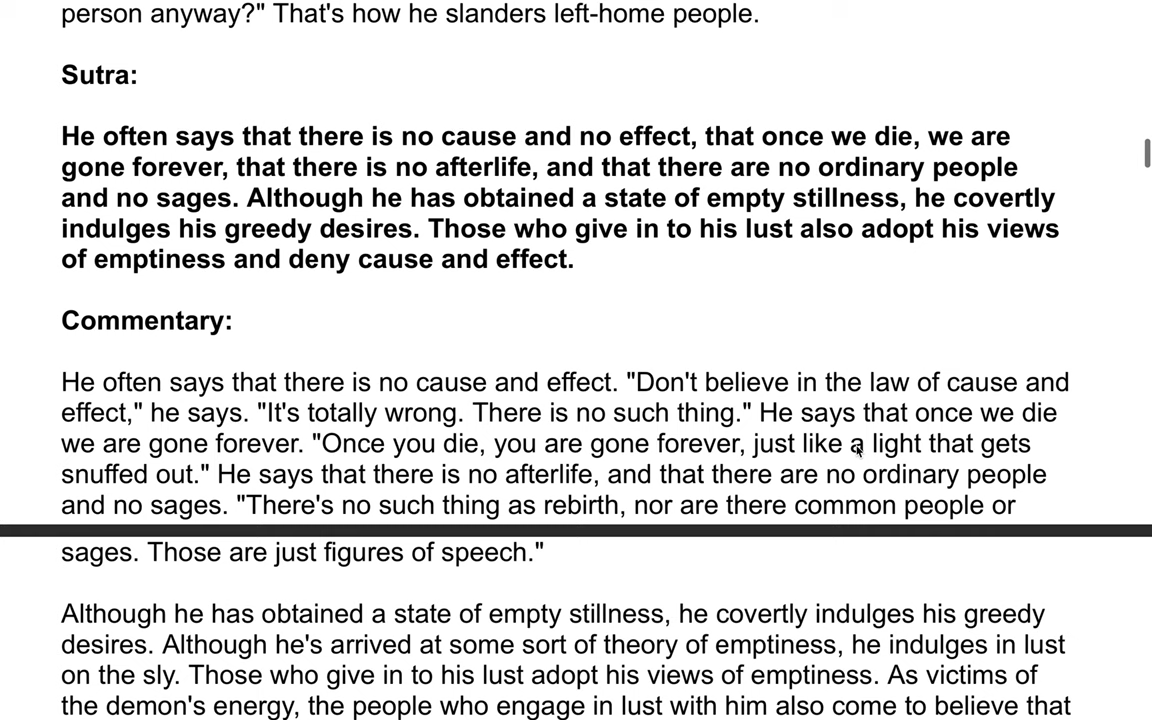 person anyway?" That's how he slanders left-home people.
Sutra:
He often says that there is no cause and no effect, that once we die, we are
gone forever, that there is no afterlife, and that there are no ordinary people
and no sages. Although he has obtained a state of empty stillness, he covertly
indulges his greedy desires. Those who give in to his lust also adopt his views
of emptiness and deny cause and effect.
Commentary:
He often says that there is no cause and effect. "Don't believe in the law of cause and
effect," he says. "It's totally wrong. There is no such thing." He says that once we die
we are gone forever. "Once you die, you are gone forever, just like a light that gets
snuffed out." He says that there is no afterlife, and that there are no ordinary people
and no sages. "There's no such thing as rebirth, nor are there common people or
sages. Those are just figures of speech."
Although he has obtained a state of empty stillness, he covertly indulges his greedy
desires. Although he's arrived at some sort of theory of emptiness, he indulges in lust
on the sly. Those who give in to his lust adopt his views of emptiness. As victims of
the demon's energy, the people who engage in lust with him also come to believe that